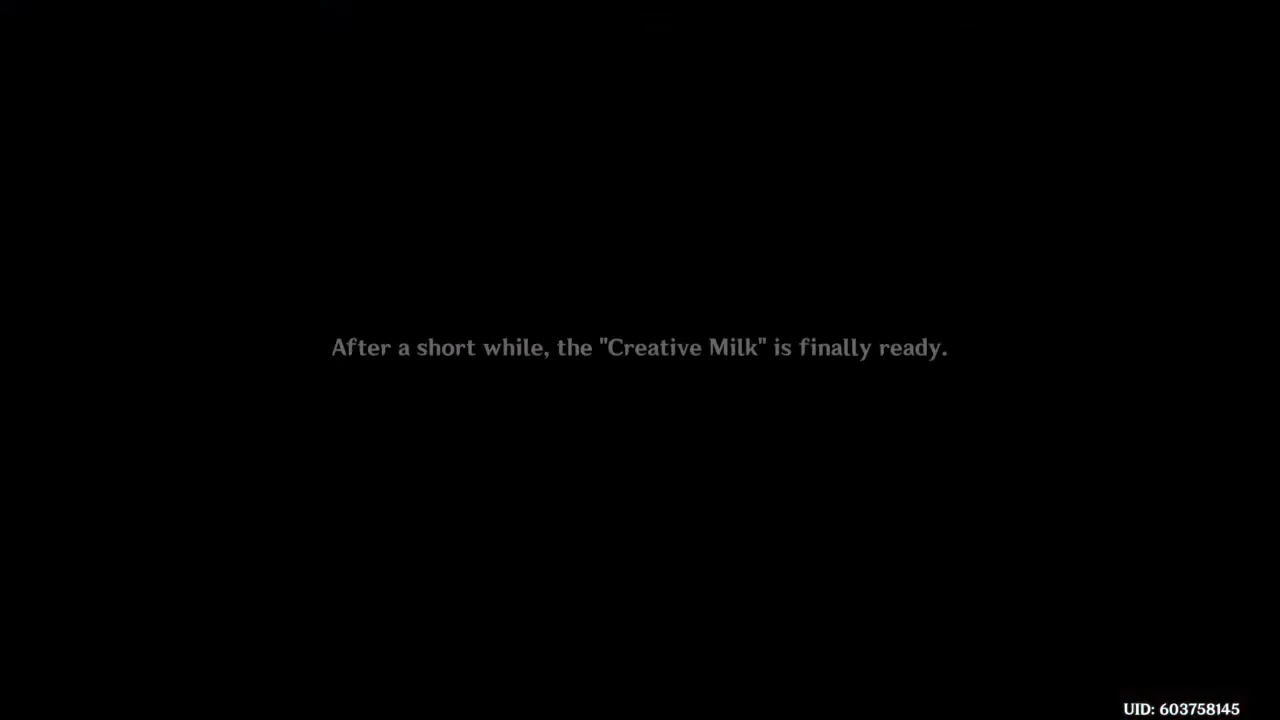 After a short while, the "Creative Milk" is finally ready.
UID: 603758145